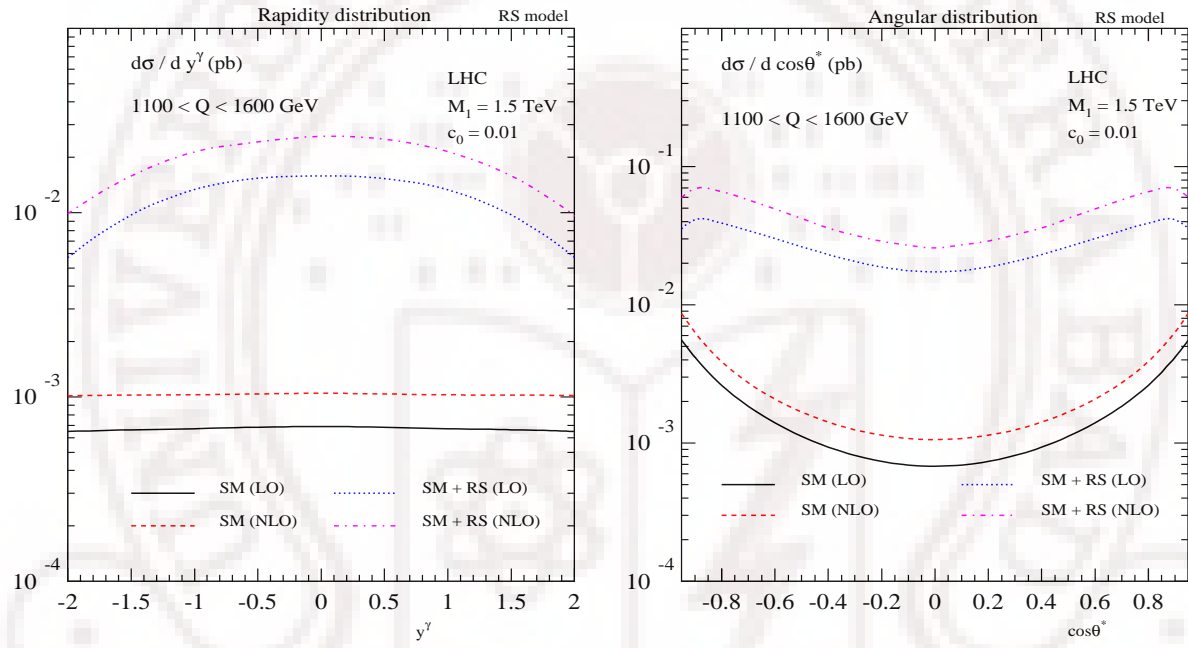 Rapidity distribution RS model
dσ / d y^γ (pb)
1100 < Q < 1600 GeV
LHC
M_1 = 1.5 TeV
c_0 = 0.01
10^-2
10^-3
10^-4
SM (LO)
SM (NLO)
SM + RS (LO)
SM + RS (NLO)
-2 -1.5 -1 -0.5 0 0.5 1 1.5 2
y^γ
Angular distribution RS model
dσ / d cosθ^* (pb)
1100 < Q < 1600 GeV
LHC
M_1 = 1.5 TeV
c_0 = 0.01
10^-1
10^-2
10^-3
10^-4
SM (LO)
SM (NLO)
SM + RS (LO)
SM + RS (NLO)
-0.8 -0.6 -0.4 -0.2 0 0.2 0.4 0.6 0.8
cosθ^*